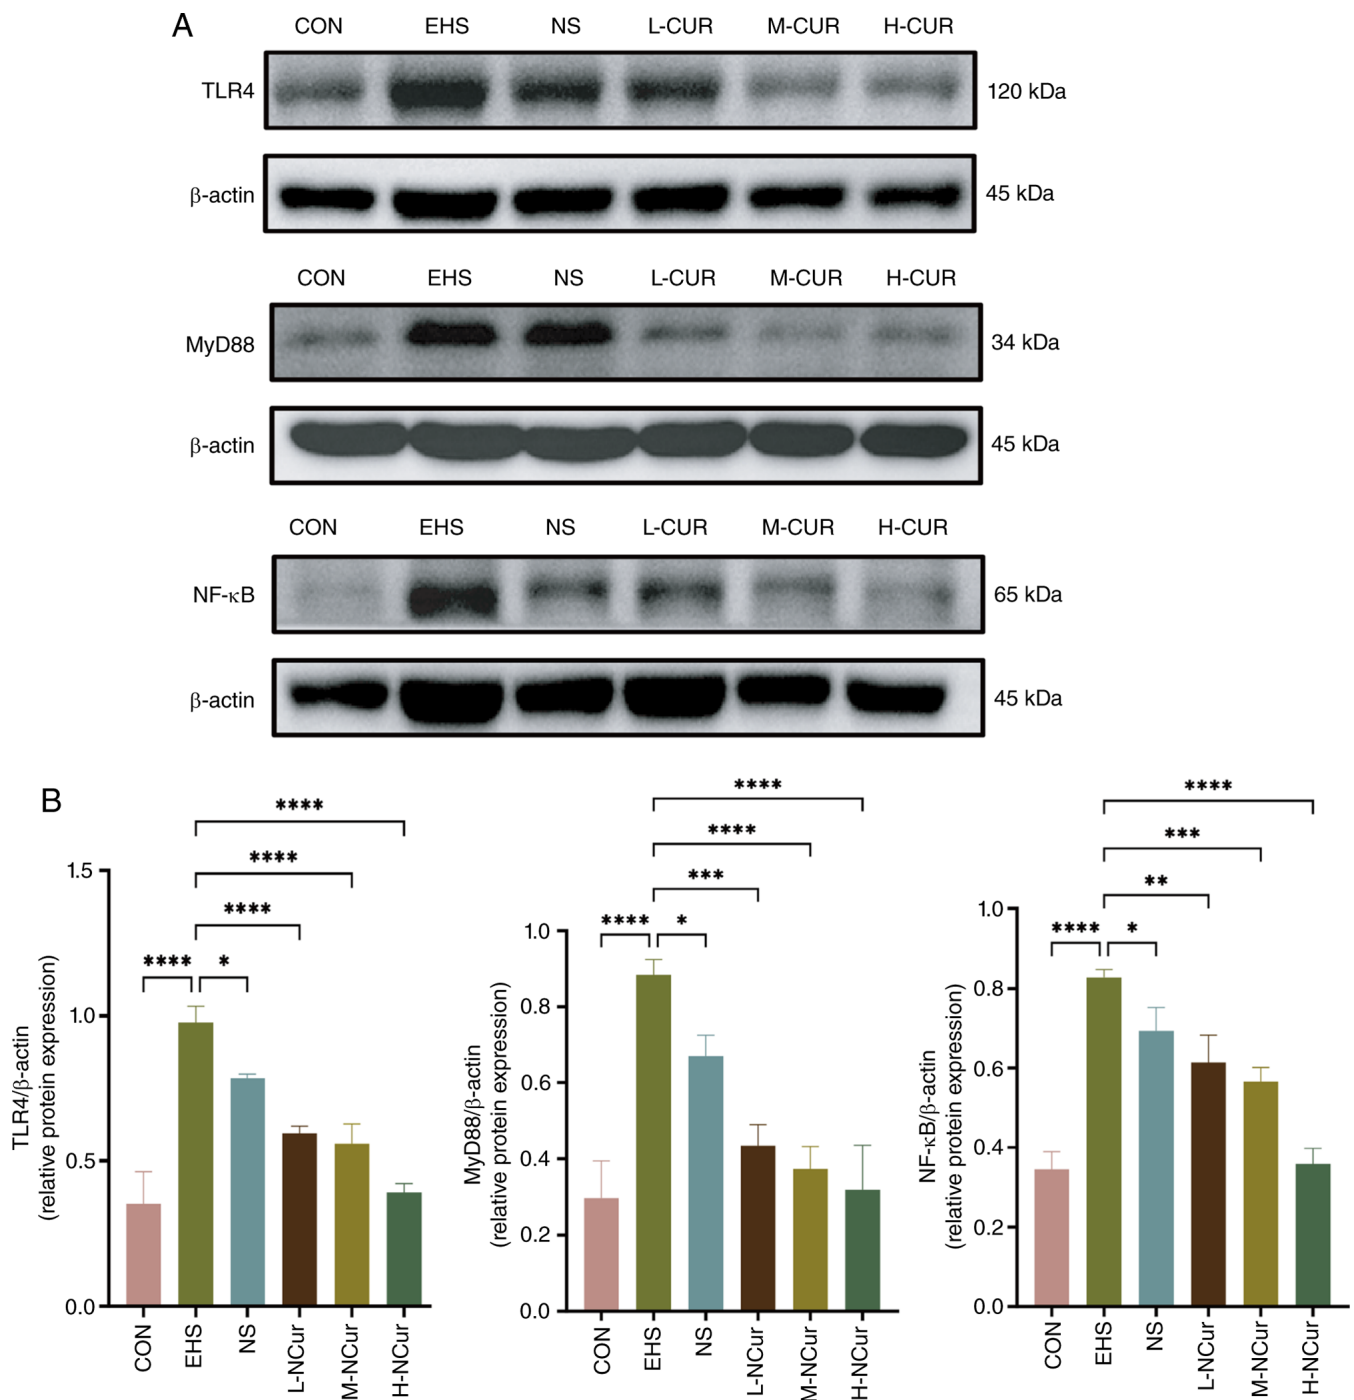 A
CON EHS NS L-CUR M-CUR H-CUR
TLR4 120 kDa
β-actin 45 kDa
CON EHS NS L-CUR M-CUR H-CUR
MyD88 34 kDa
β-actin 45 kDa
CON EHS NS L-CUR M-CUR H-CUR
NF-κB 65 kDa
β-actin 45 kDa
B
TLR4/β-actin
(relative protein expression)
1.5
1.0
0.5
0.0
****
****
****
**** *
CON EHS NS L-NCur M-NCur H-NCur
MyD88/β-actin
(relative protein expression)
1.0
0.8
0.6
0.4
0.2
0.0
****
****
***
**** *
CON EHS NS L-NCur M-NCur H-NCur
NF-κB/β-actin
(relative protein expression)
1.0
0.8
0.6
0.4
0.2
0.0
****
***
**
**** *
CON EHS NS L-NCur M-NCur H-NCur